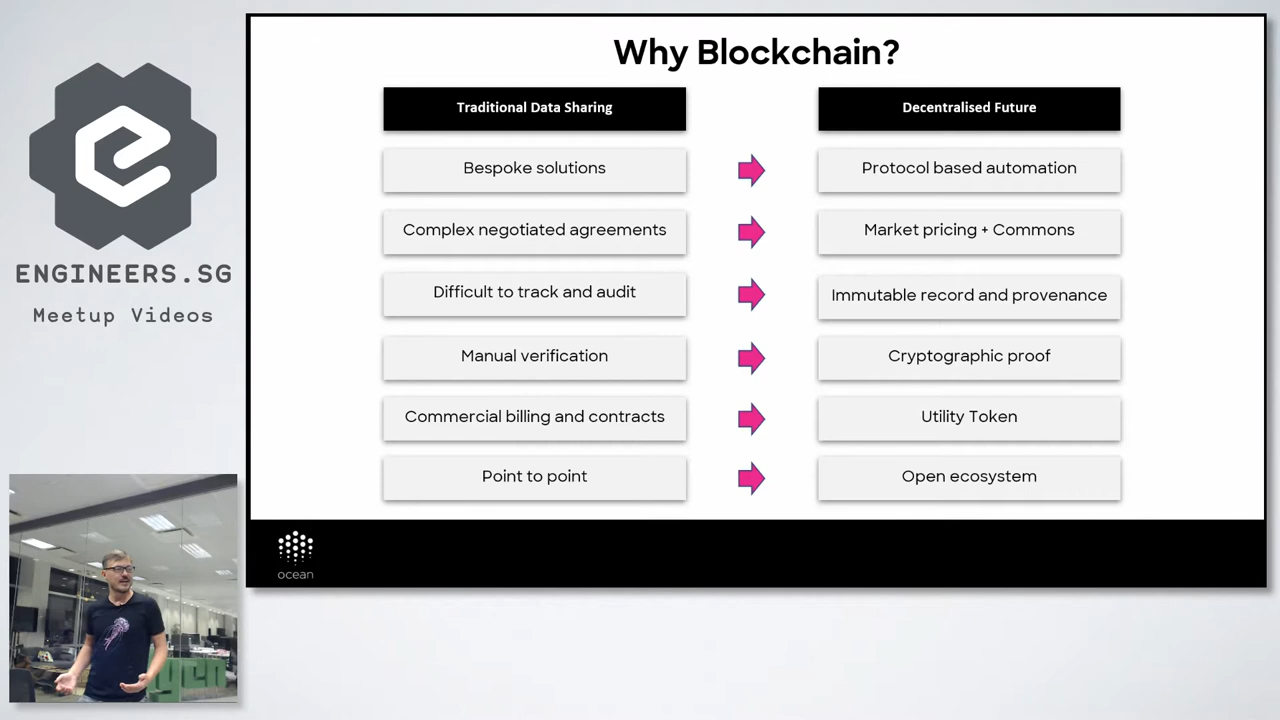 Why Blockchain?
Traditional Data Sharing
Decentralised Future
Bespoke solutions
Protocol based automation
Complex negotiated agreements
Market pricing + Commons
Difficult to track and audit
Immutable record and provenance
Manual verification
Cryptographic proof
Commercial billing and contracts
Utility Token
Point to point
Open ecosystem
ocean
ENGINEERS.SG
Meetup Videos